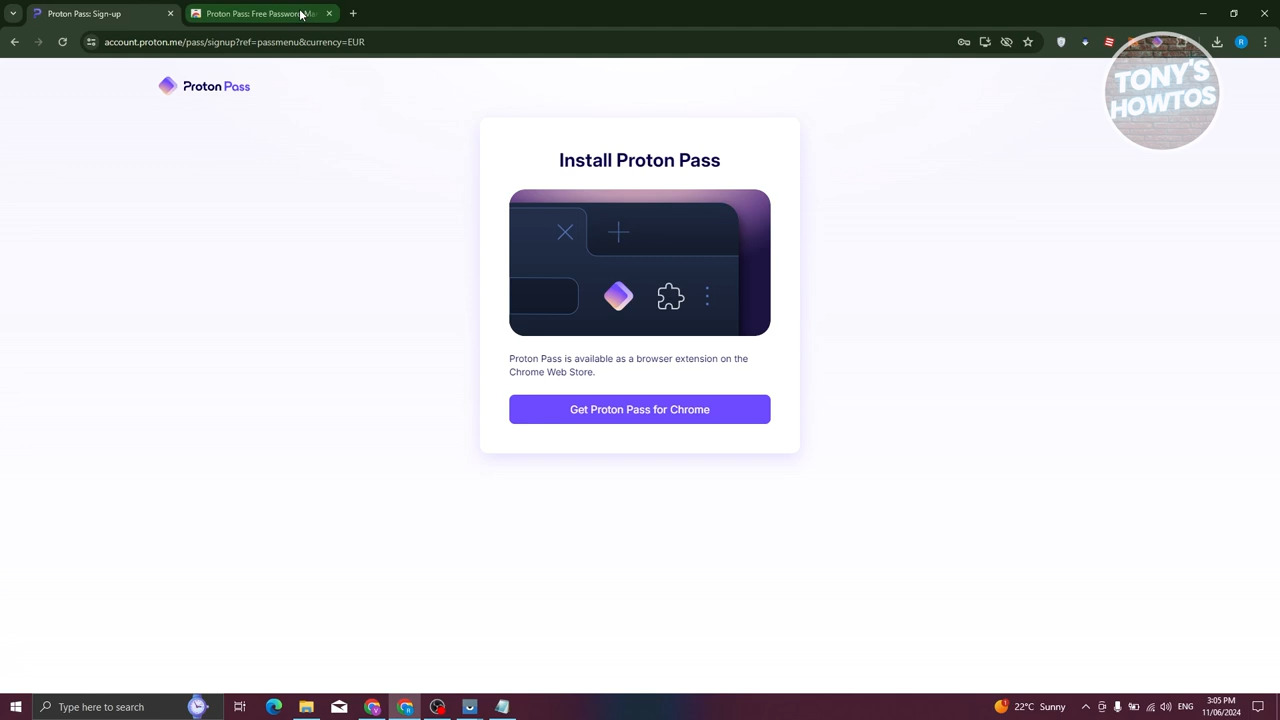 Proton Pass: Sign-up
Proton Pass: Free Password Ma
account.proton.me/pass/signup?ref=passmenu&currency=EUR
R
TONY'S
HOWTOS
Proton Pass
Install Proton Pass
Proton Pass is available as a browser extension on the
Chrome Web Store.
Get Proton Pass for Chrome
Type here to search
22°C Sunny
ENG
3:05 PM
11/06/2024